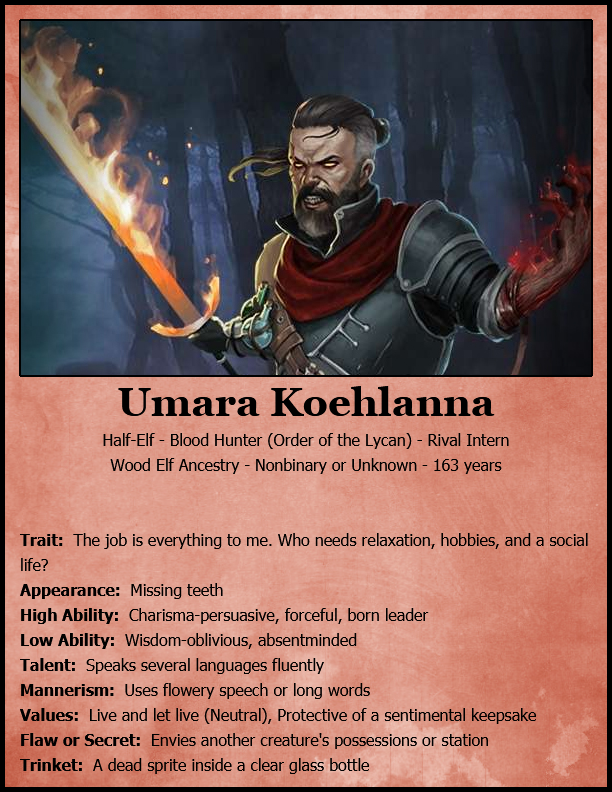 Umara Koehlanna
Half-Elf - Blood Hunter (Order of the Lycan) - Rival Intern
Wood Elf Ancestry - Nonbinary or Unknown - 163 years
Trait: The job is everything to me. Who needs relaxation, hobbies, and a social
life?
Appearance: Missing teeth
High Ability: Charisma-persuasive, forceful, born leader
Low Ability: Wisdom-oblivious, absentminded
Talent: Speaks several languages fluently
Mannerism: Uses flowery speech or long words
Values: Live and let live (Neutral), Protective of a sentimental keepsake
Flaw or Secret: Envies another creature's possessions or station
Trinket: A dead sprite inside a clear glass bottle